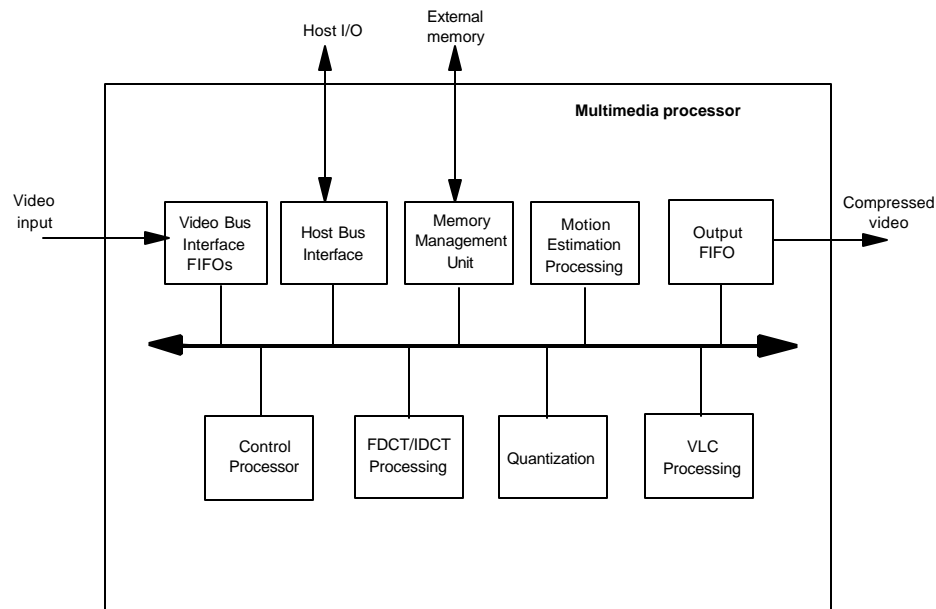 Host I/O
External
memory
Multimedia processor
Video
input
Video Bus
Interface
FIFOs
Host Bus
Interface
Memory
Management
Unit
Motion
Estimation
Processing
Output
FIFO
Compressed
video
Control
Processor
FDCT/IDCT
Processing
Quantization
VLC
Processing